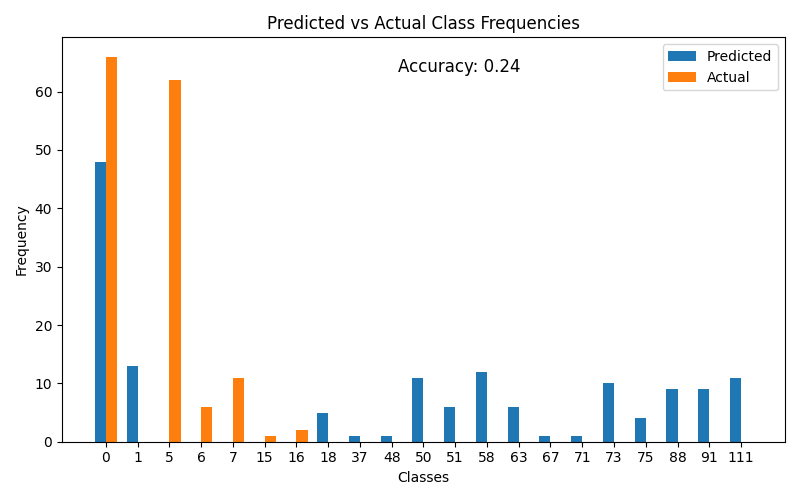 Predicted vs Actual Class Frequencies
Accuracy: 0.24
Predicted
Actual
Frequency
60
50
40
30
20
10
0
0 1 5 6 7 15 16 18 37 48 50 51 58 63 67 71 73 75 88 91 111
Classes